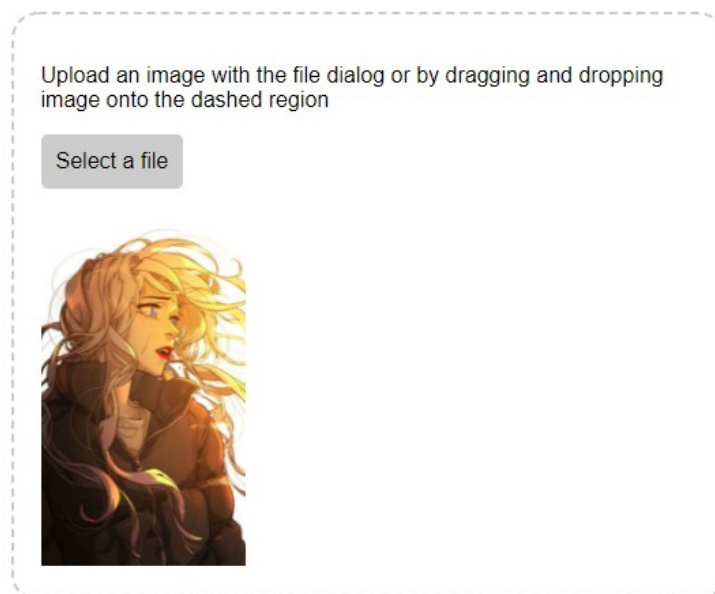 Upload an image with the file dialog or by dragging and dropping
image onto the dashed region
Select a file